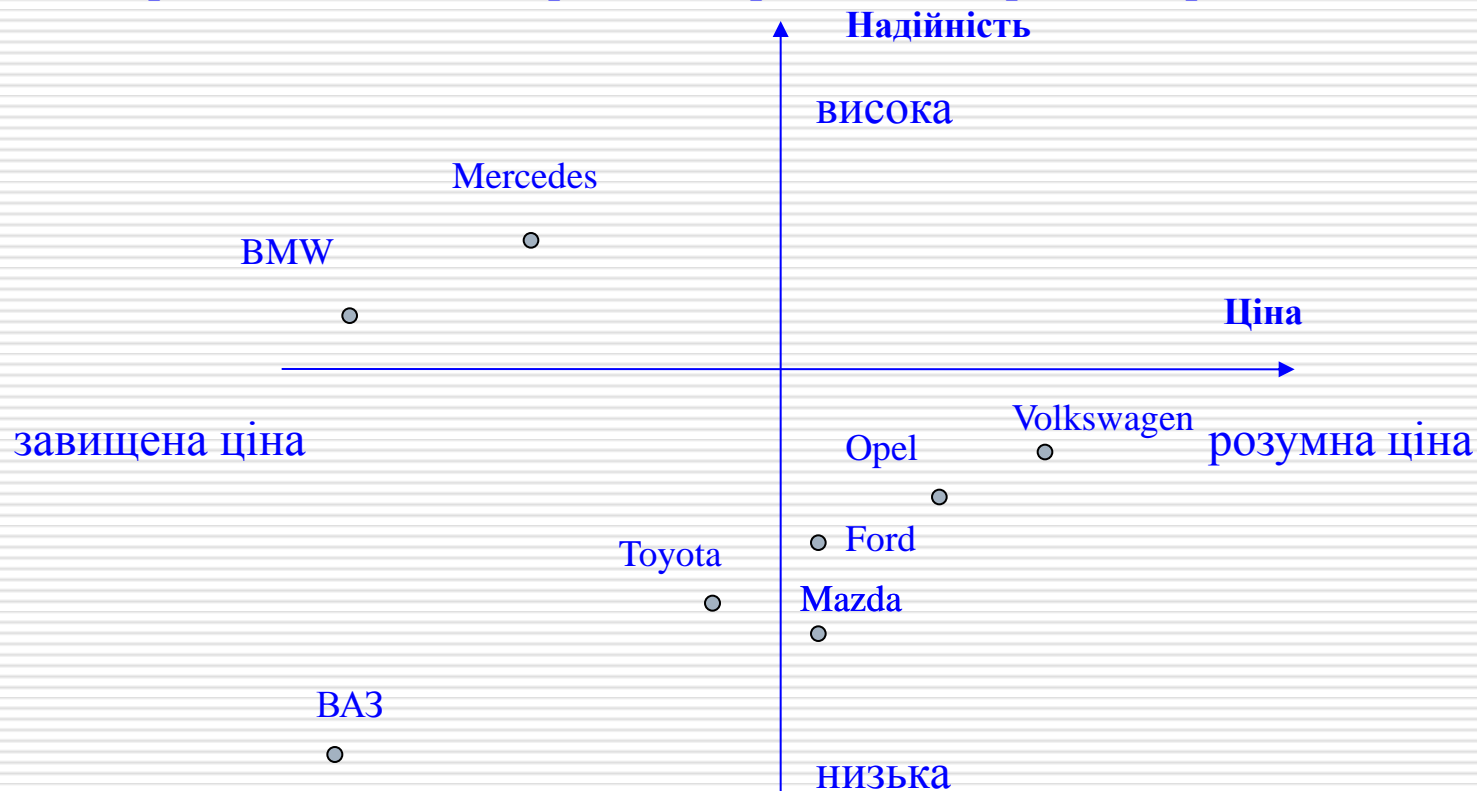 Надійність
висока
Mercedes
BMW
Ціна
Volkswagen
завищена ціна
Opel
розумна ціна
Ford
Toyota
Mazda
ВАЗ
низька